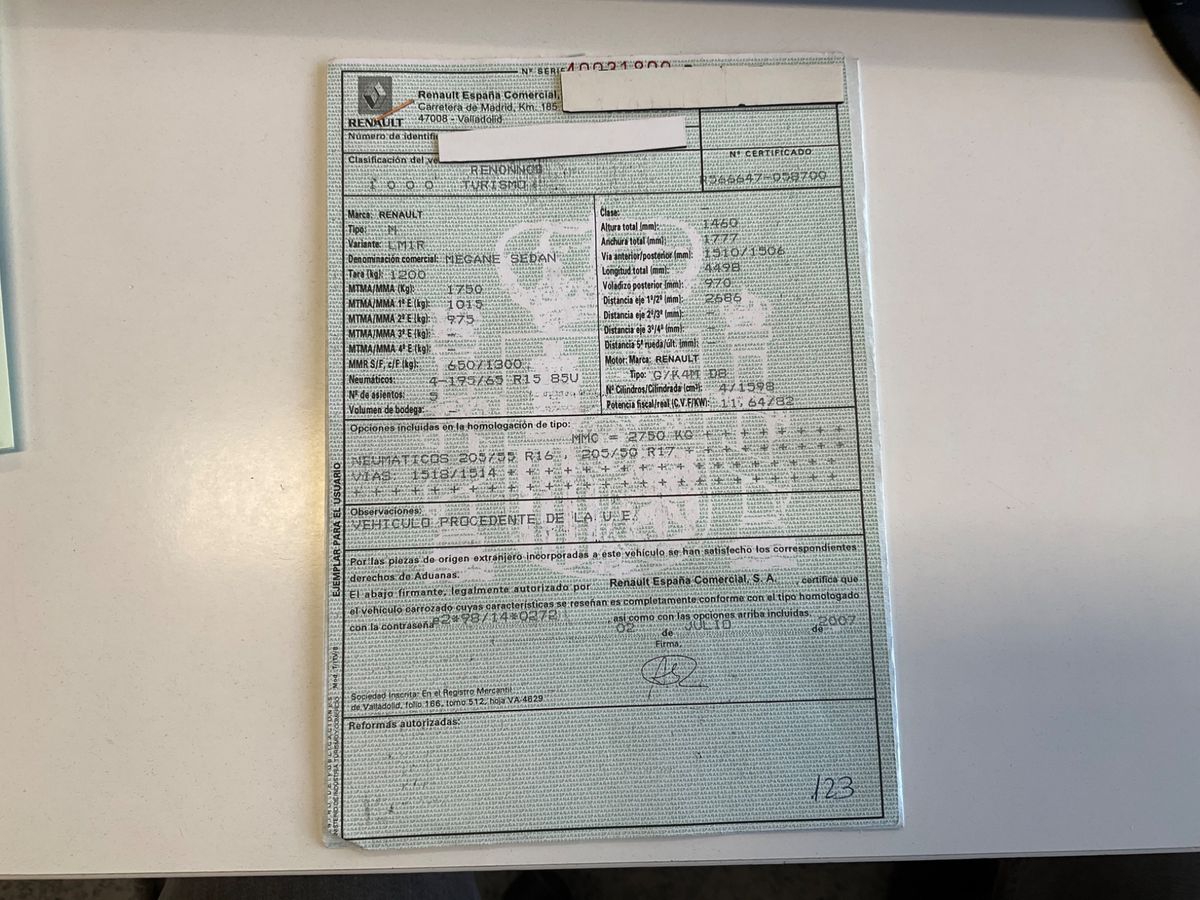 Nº SERIE
RENAULT
Renault España Comercial,
Carretera de Madrid, Km. 185
47008 - Valladolid
Número de
Clasificación del
1000 TURISMO
Nº CERTIFICADO
R566647-058700
Marca: RENAULT
Tipo: M
Variante: LM1R
Denominación comercial: MEGANE SEDAN
Tara (kg): 1200
MTMA/MMA (Kg): 1750
MTMA/MMA 1º E (kg): 1015
MTMA/MMA 2º E (kg): 975
MTMA/MMA 3º E (kg): -
MTMA/MMA 4º E (kg): -
MMR S/F, c/F (kg): 650/1300
Neumáticos: 4-195/65 R15 85U
Nº de asientos: 5
Volumen de bodega: -
Clase: -
Altura total (mm): 1460
Anchura total (mm): 1777
Vía anterior/posterior (mm): 1510/1506
Longitud total (mm): 4498
Voladizo posterior (mm): 970
Distancia eje 1º/2º (mm): 2686
Distancia eje 2º/3º (mm): -
Distancia eje 3º/4º (mm): -
Distancia 5ª rueda/últ. (mm): -
Motor: Marca: RENAULT
Tipo: G/K4M D8
Nº Cilindros/Cilindrada (cm³): 4/1598
Potencia fiscal/real (C.V.F/KW): 11,64/82
Opciones incluidas en la homologación de tipo:
MMC = 2750 KG + + + + + + + +
NEUMATICOS 205/55 R16 , 205/50 R17 + + + + + + + + +
VIAS 1518/1514 + + + + + + + + + + + + + + + + + +
+ + + + + + + + + + + + + + + + + + + + + + + + + +
Observaciones:
VEHICULO PROCEDENTE DE LA U.E.
Por las piezas de origen extranjero incorporadas a este vehículo se han satisfecho los correspondientes
derechos de Aduanas.
El abajo firmante, legalmente autorizado por Renault España Comercial, S. A. , certifica que
el vehículo carrozado cuyas características se reseñan es completamente conforme con el tipo homologado
con la contraseña e2*98/14*0272 así como con las opciones arriba incluidas.
02 de JULIO de 2007
Firma,
Sociedad Inscrita: En el Registro Mercantil
de Valladolid, folio 166, tomo 512, hoja VA-4629
Reformas autorizadas:
123
EJEMPLAR PARA EL USUARIO